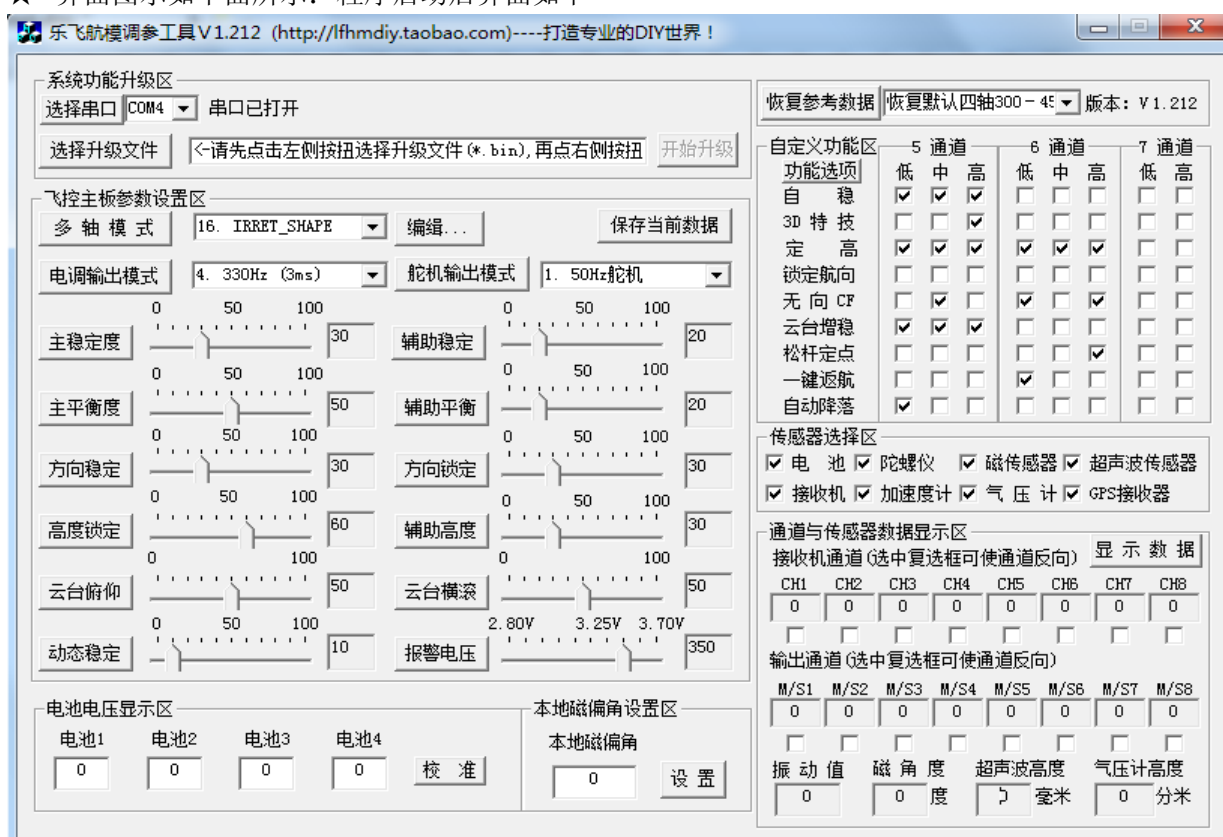 乐飞航模调参工具V1.212 (http://lfhmdiy.taobao.com)----打造专业的DIY世界！
系统功能升级区
选择串口 COM4 串口已打开
选择升级文件 <-请先点击左侧按扭选择升级文件(*.bin),再点右侧按扭 开始升级
飞控主板参数设置区
多 轴 模 式 16. IRRET_SHAPE 编缉... 保存当前数据
电调输出模式 4. 330Hz (3ms) 舵机输出模式 1. 50Hz舵机
0 50 100 0 50 100
主稳定度 30 辅助稳定 20
0 50 100 0 50 100
主平衡度 50 辅助平衡 20
0 50 100 0 50 100
方向稳定 30 方向锁定 30
0 50 100 0 50 100
高度锁定 60 辅助高度 30
0 100 0 100
云台俯仰 50 云台横滚 50
0 50 100 2.80V 3.25V 3.70V
动态稳定 10 报警电压 350
电池电压显示区
电池1 电池2 电池3 电池4
0 0 0 0 校 准
本地磁偏角设置区
本地磁偏角
0 设 置
恢复参考数据 恢复默认四轴300-45 版本: V1.212
自定义功能区 5 通道 6 通道 7 通道
功能选项 低 中 高 低 中 高 低 高
自 稳
3D 特 技
定 高
锁定航向
无 向 CF
云台增稳
松杆定点
一键返航
自动降落
传感器选择区
电 池 陀螺仪 磁传感器 超声波传感器
接收机 加速度计 气 压 计 GPS接收器
通道与传感器数据显示区
接收机通道(选中复选框可使通道反向) 显 示 数 据
CH1 CH2 CH3 CH4 CH5 CH6 CH7 CH8
0 0 0 0 0 0 0 0
输出通道(选中复选框可使通道反向)
M/S1 M/S2 M/S3 M/S4 M/S5 M/S6 M/S7 M/S8
0 0 0 0 0 0 0 0
振 动 值 磁 角 度 超声波高度 气压计高度
0 0 度 毫米 0 分米